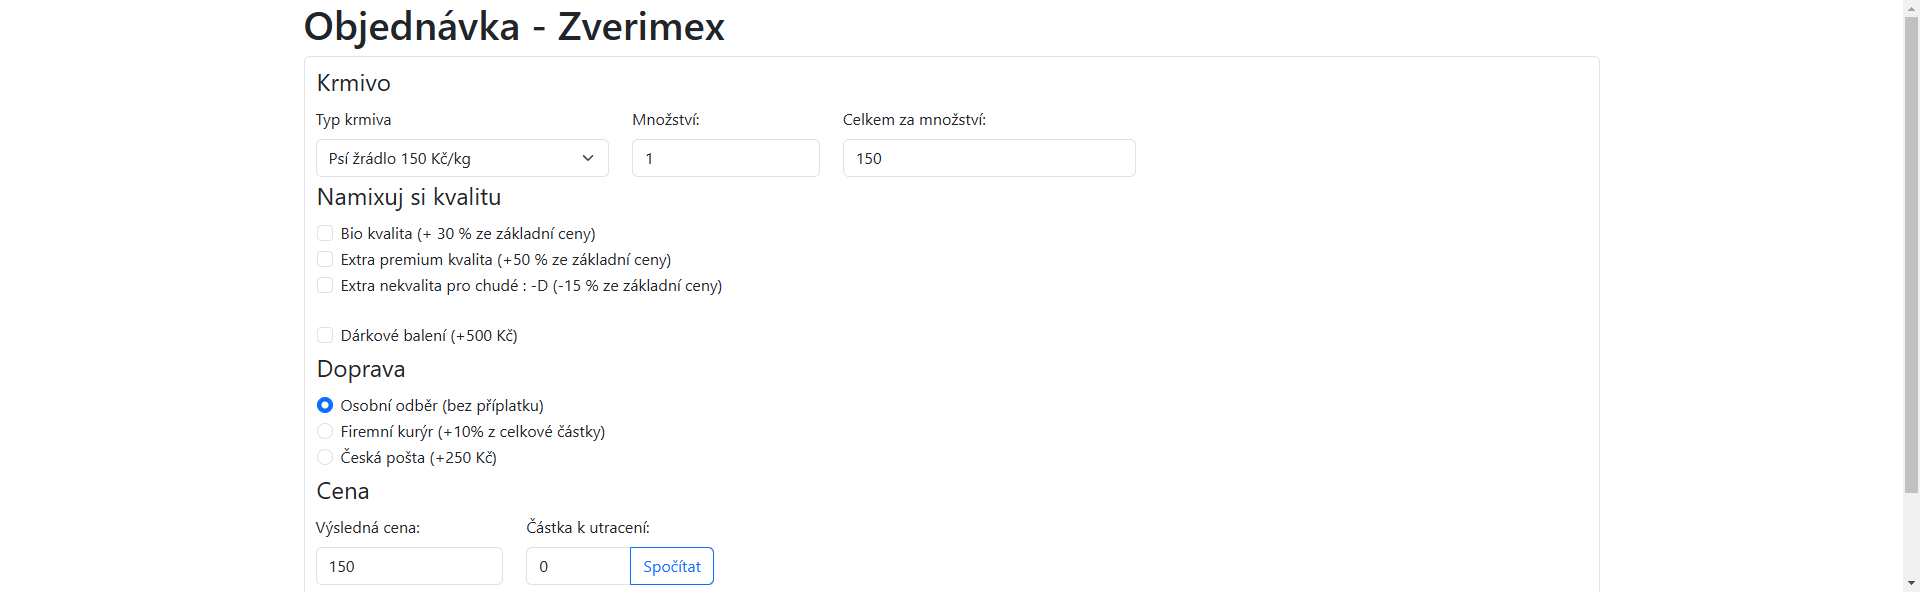 Objednávka - Zverimex
Krmivo
Typ krmiva Množství: Celkem za množství:
Psí žrádlo 150 Kč/kg 1 150
Namixuj si kvalitu
Bio kvalita (+ 30 % ze základní ceny)
Extra premium kvalita (+50 % ze základní ceny)
Extra nekvalita pro chudé : -D (-15 % ze základní ceny)
Dárkové balení (+500 Kč)
Doprava
Osobní odběr (bez příplatku)
Firemní kurýr (+10% z celkové částky)
Česká pošta (+250 Kč)
Cena
Výsledná cena: Částka k utracení:
150 0 Spočítat